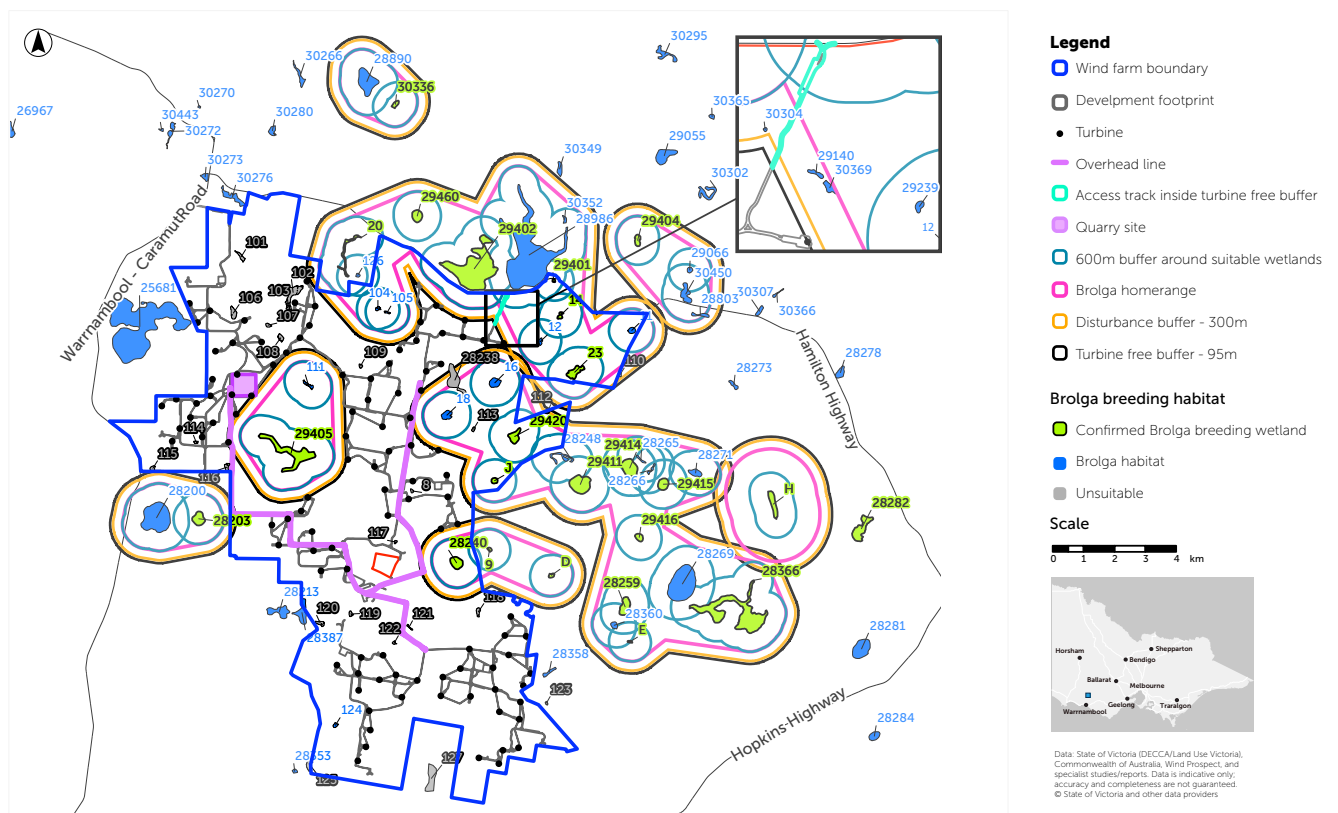 30295
30266
28890
30336
30270
30280
26967
30443
30272
30365
30304
29055
30349
30273
30276
30302
29140
30369
29239
12
Warrnambool - CaramutRoad
29460
20
29402
30352
28986
29404
101
126
29401
29066
30450
102
103
104
105
25681
106
107
14
28803
30307
30366
12
1
108
109
28238
110
Hamilton Highway
28278
111
16
23
28273
112
18
113
29420
114
29405
28248
29414
28265
28271
115
116
J
29411
28266
29415
8
H
28200
28203
28282
29416
117
28240
9
D
28269
28366
28213
120
119
121
118
28259
28360
122
E
28387
28281
28358
123
124
28284
Hopkins-Highway
28353
125
127
Legend
Wind farm boundary
Develpment footprint
Turbine
Overhead line
Access track inside turbine free buffer
Quarry site
600m buffer around suitable wetlands
Brolga homerange
Disturbance buffer - 300m
Turbine free buffer - 95m
Brolga breeding habitat
Confirmed Brolga breeding wetland
Brolga habitat
Unsuitable
Scale
0 1 2 3 4 km
Horsham
Shepparton
Bendigo
Ballarat
Melbourne
Geelong
Traralgon
Warrnambool
Data: State of Victoria (DECCA/Land Use Victoria),
Commonwealth of Australia, Wind Prospect, and
specialist studies/reports. Data is indicative only;
accuracy and completeness are not guaranteed.
© State of Victoria and other data providers